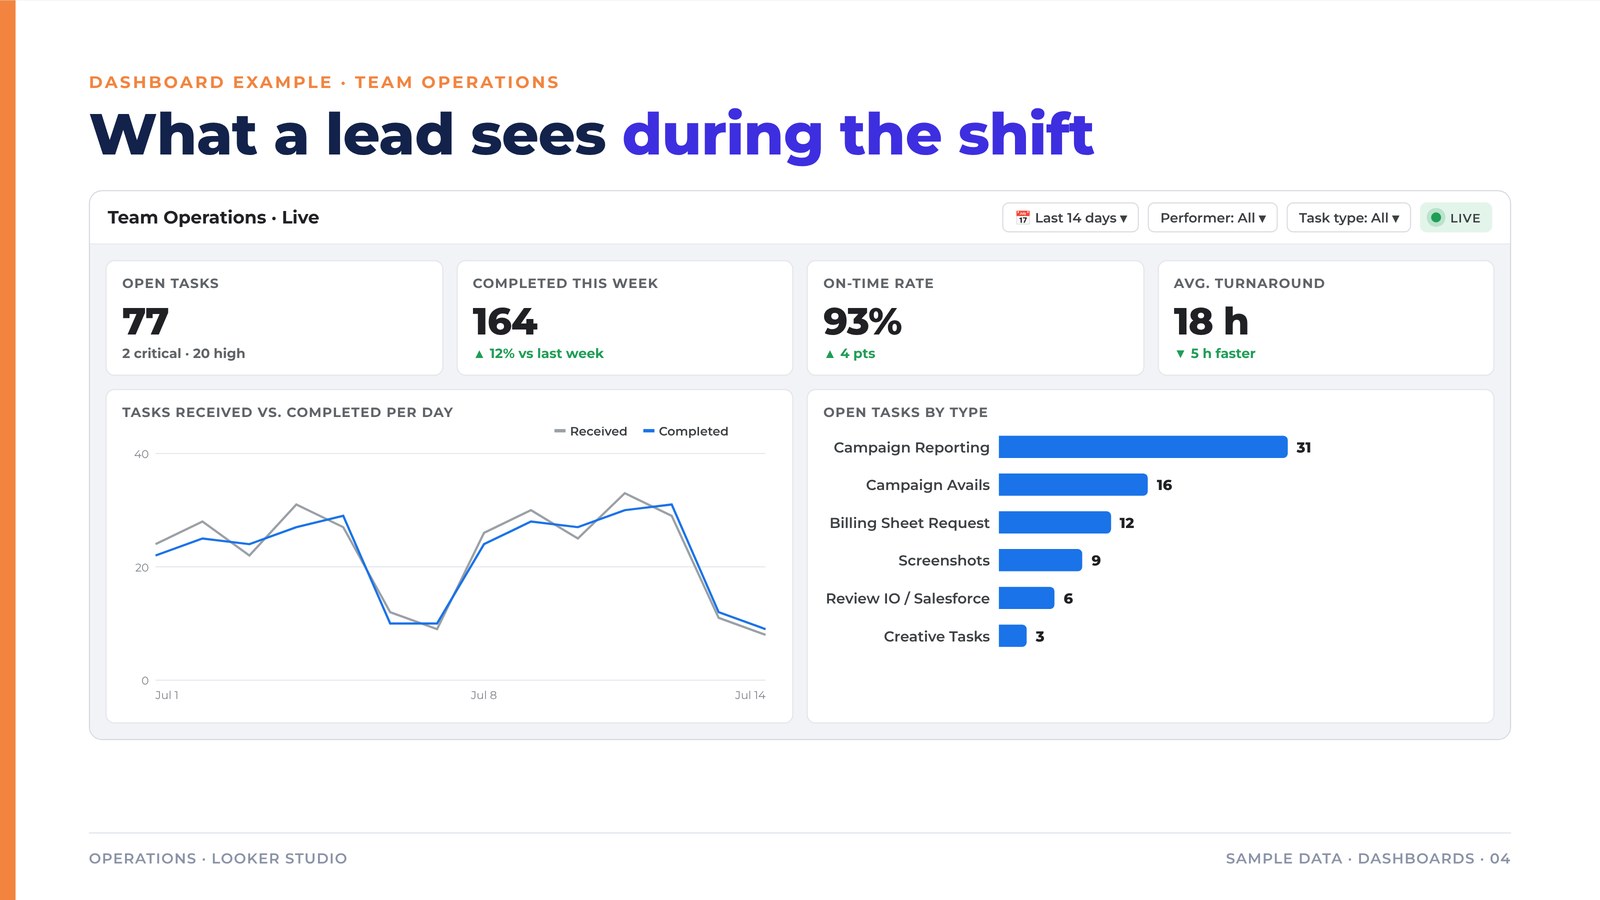 DASHBOARD EXAMPLE · TEAM OPERATIONS
What a lead sees during the shift
Team Operations · Live
📅 Last 14 days ▾
Performer: All ▾
Task type: All ▾
LIVE
OPEN TASKS
77
2 critical · 20 high
COMPLETED THIS WEEK
164
▲ 12% vs last week
ON-TIME RATE
93%
▲ 4 pts
AVG. TURNAROUND
18 h
▼ 5 h faster
TASKS RECEIVED VS. COMPLETED PER DAY
Received
Completed
40
20
0
Jul 1
Jul 8
Jul 14
OPEN TASKS BY TYPE
Campaign Reporting 31
Campaign Avails 16
Billing Sheet Request 12
Screenshots 9
Review IO / Salesforce 6
Creative Tasks 3
OPERATIONS · LOOKER STUDIO
SAMPLE DATA · DASHBOARDS · 04